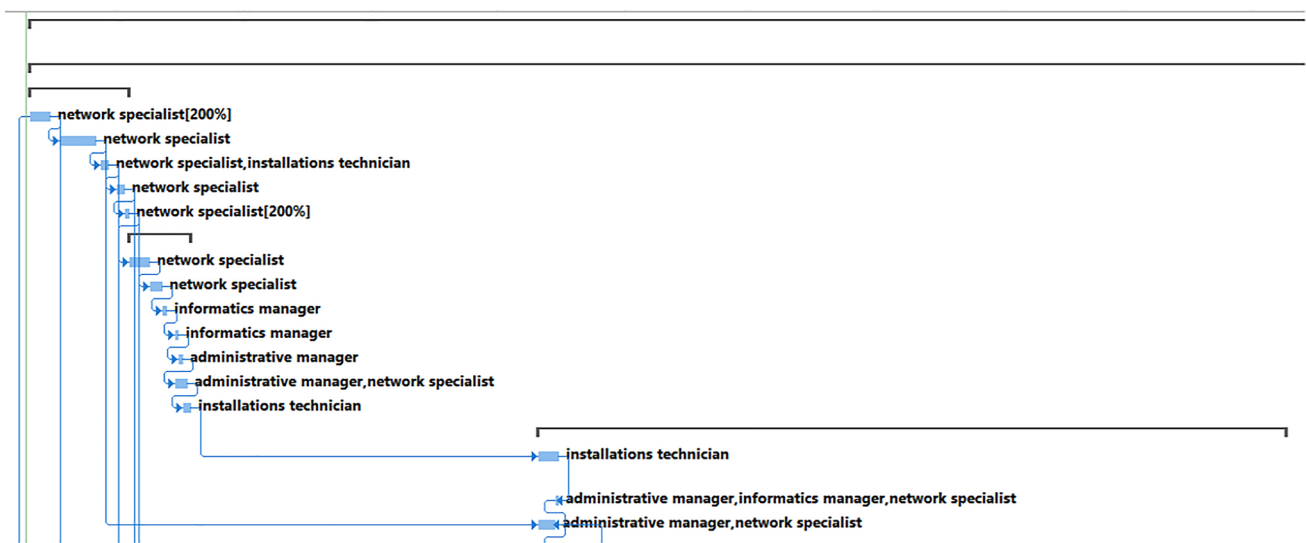 network specialist[200%]
network specialist
network specialist,installations technician
network specialist
network specialist[200%]
network specialist
network specialist
informatics manager
informatics manager
administrative manager
administrative manager,network specialist
installations technician
installations technician
administrative manager,informatics manager,network specialist
administrative manager,network specialist